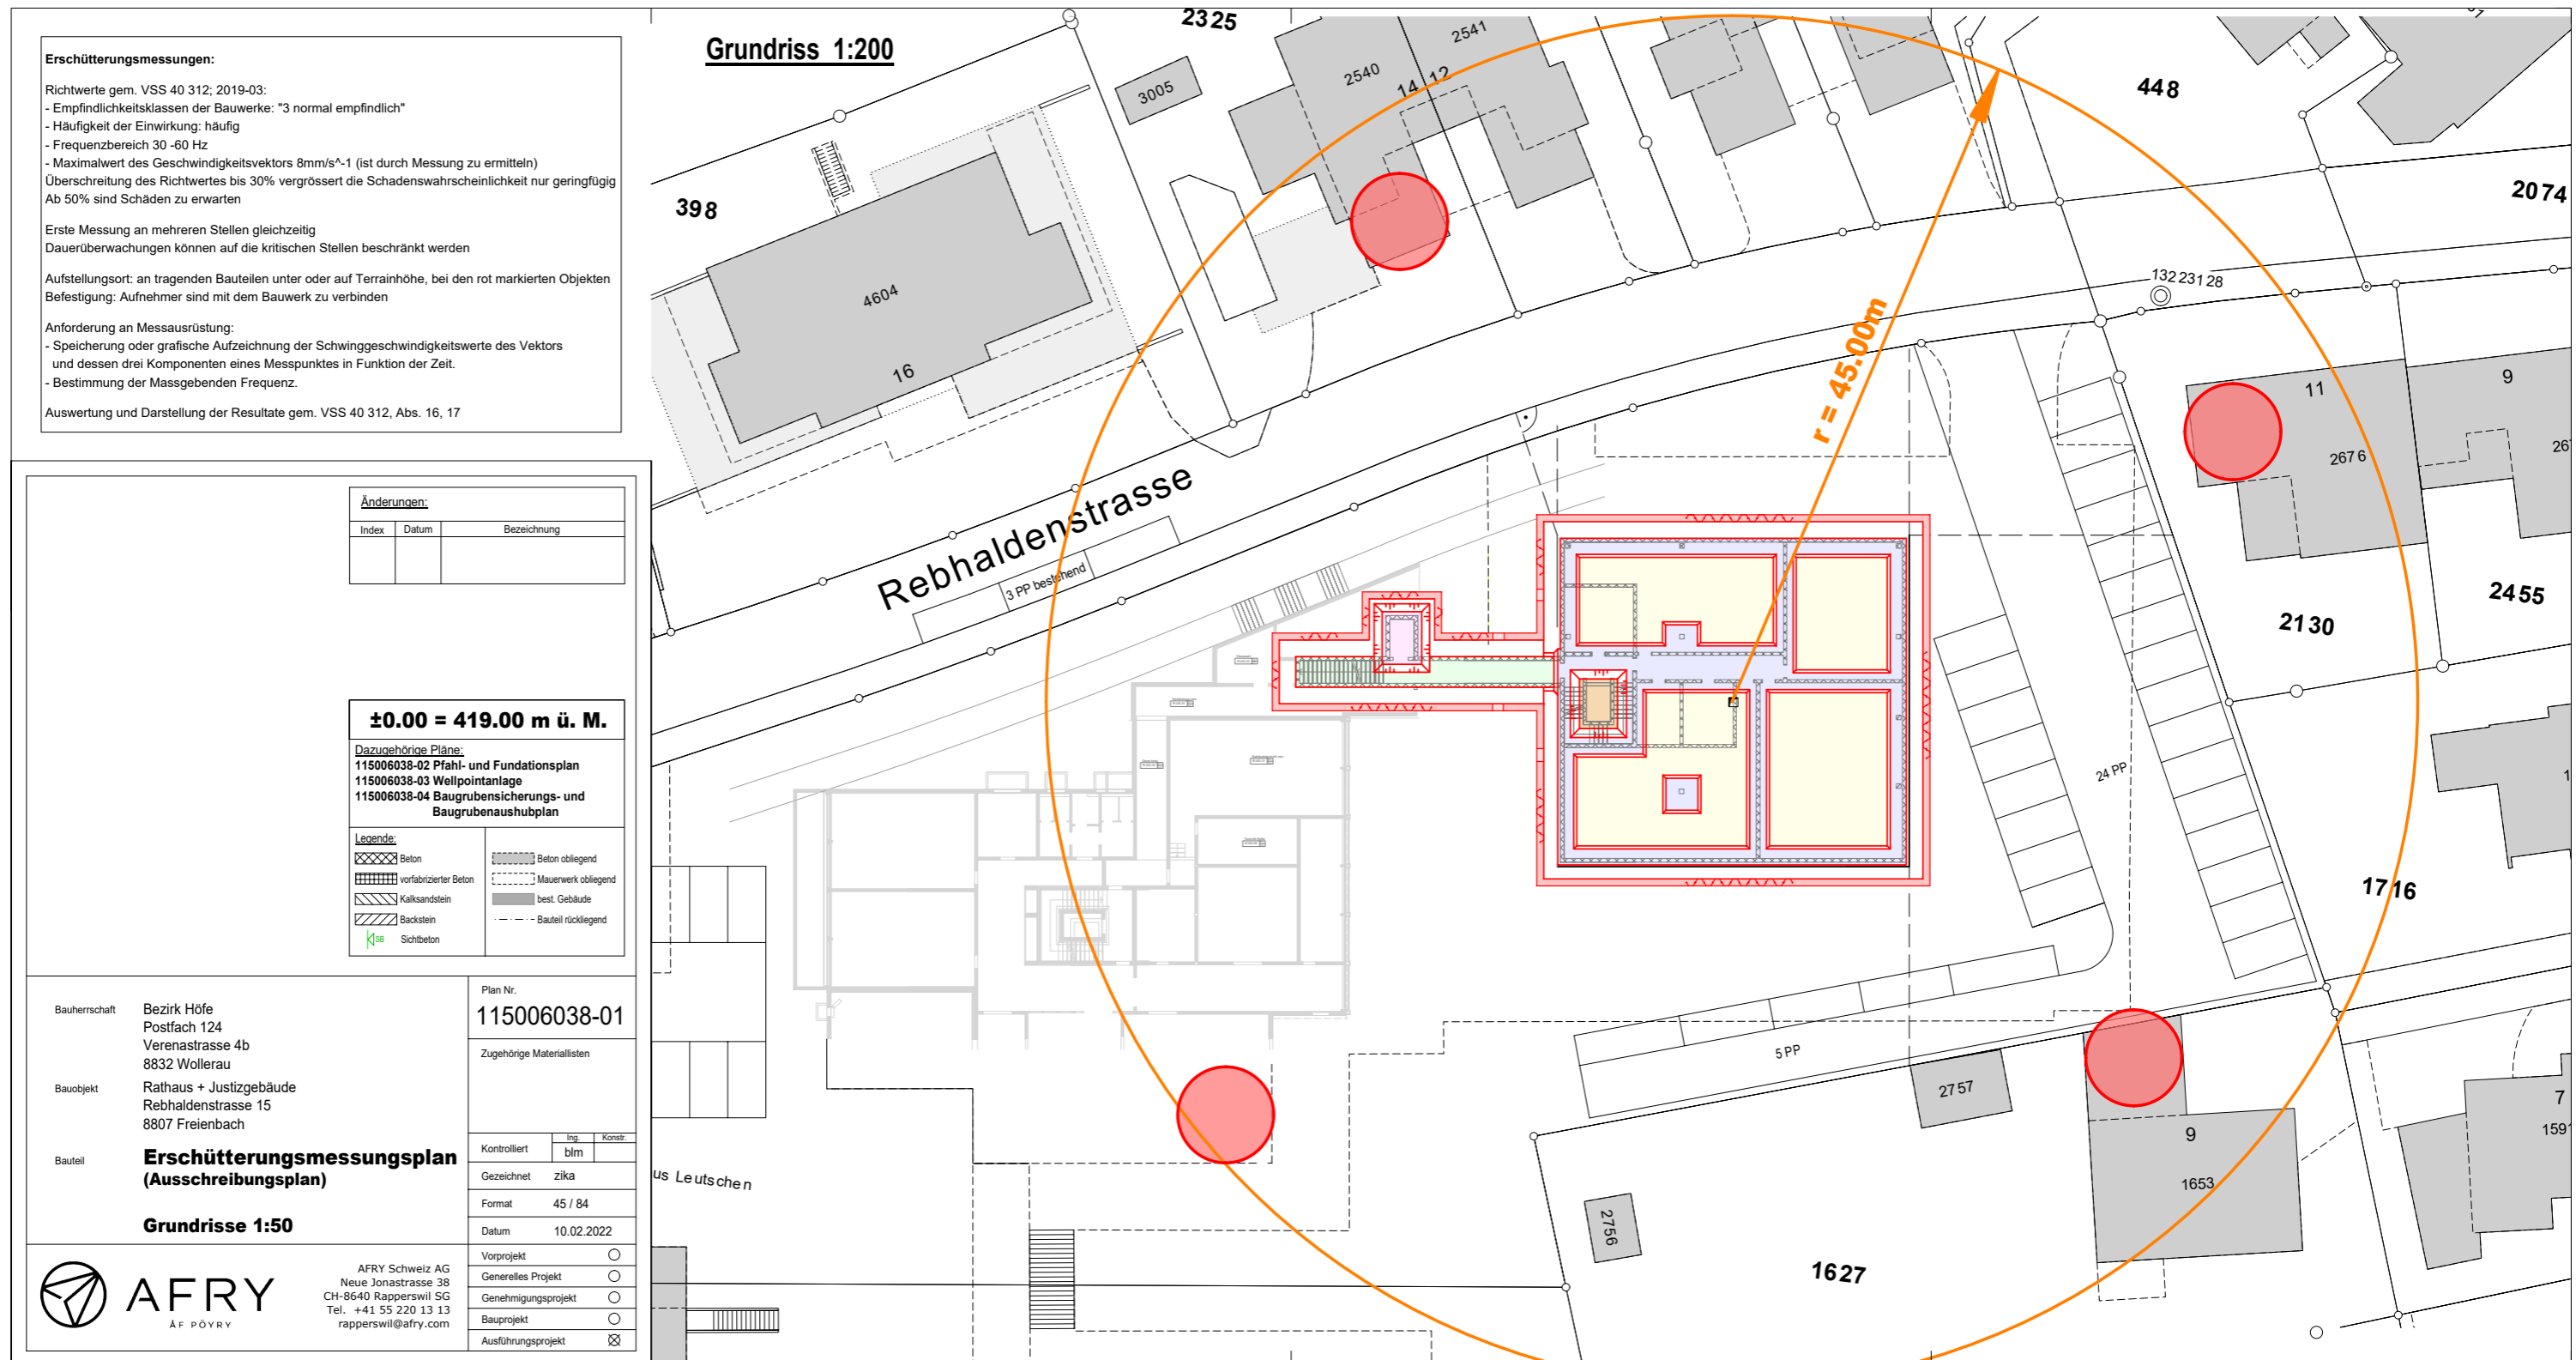 Erschütterungsmessungen:
Richtwerte gem. VSS 40 312; 2019-03:
- Empfindlichkeitsklassen der Bauwerke: "3 normal empfindlich"
- Häufigkeit der Einwirkung: häufig
- Frequenzbereich 30 -60 Hz
- Maximalwert des Geschwindigkeitsvektors 8mm/s^-1 (ist durch Messung zu ermitteln)
Überschreitung des Richtwertes bis 30% vergrössert die Schadenswahrscheinlichkeit nur geringfügig
Ab 50% sind Schäden zu erwarten
Erste Messung an mehreren Stellen gleichzeitig
Dauerüberwachungen können auf die kritischen Stellen beschränkt werden
Aufstellungsort: an tragenden Bauteilen unter oder auf Terrainhöhe, bei den rot markierten Objekten
Befestigung: Aufnehmer sind mit dem Bauwerk zu verbinden
Anforderung an Messausrüstung:
- Speicherung oder grafische Aufzeichnung der Schwinggeschwindigkeitswerte des Vektors
und dessen drei Komponenten eines Messpunktes in Funktion der Zeit.
- Bestimmung der Massgebenden Frequenz.
Auswertung und Darstellung der Resultate gem. VSS 40 312, Abs. 16, 17
Änderungen:
Index Datum Bezeichnung
±0.00 = 419.00 m ü. M.
Dazugehörige Pläne:
115006038-02 Pfahl- und Fundationsplan
115006038-03 Wellpointanlage
115006038-04 Baugrubensicherungs- und
Baugrubenaushubplan
Legende:
Beton
vorfabrizierter Beton
Kalksandstein
Backstein
SB Sichtbeton
Beton obliegend
Mauerwerk obliegend
best. Gebäude
Bauteil rückliegend
Bauherrschaft
Bezirk Höfe
Postfach 124
Verenastrasse 4b
8832 Wollerau
Bauobjekt
Rathaus + Justizgebäude
Rebhaldenstrasse 15
8807 Freienbach
Bauteil
Erschütterungsmessungsplan
(Ausschreibungsplan)
Grundrisse 1:50
Plan Nr.
115006038-01
Zugehörige Materiallisten
Ing. Konstr.
Kontrolliert blm
Gezeichnet zika
Format 45 / 84
Datum 10.02.2022
Vorprojekt
Generelles Projekt
Genehmigungsprojekt
Bauprojekt
Ausführungsprojekt
AFRY
ÅF PÖYRY
AFRY Schweiz AG
Neue Jonastrasse 38
CH-8640 Rapperswil SG
Tel. +41 55 220 13 13
rapperswil@afry.com
Grundriss 1:200
2325
3005
2540
2541
14
12
448
2074
398
4604
16
132 231 28
r = 45.00m
11
9
2676
Rebhaldenstrasse
3 PP bestehend
2455
2130
24 PP
1716
5 PP
2757
9
1653
7
2756
1627
us Leutschen